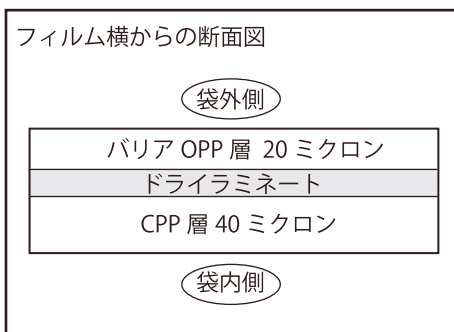 フィルム横からの断面図
袋外側
バリア OPP 層 20 ミクロン
ドライラミネート
CPP 層 40 ミクロン
袋内側